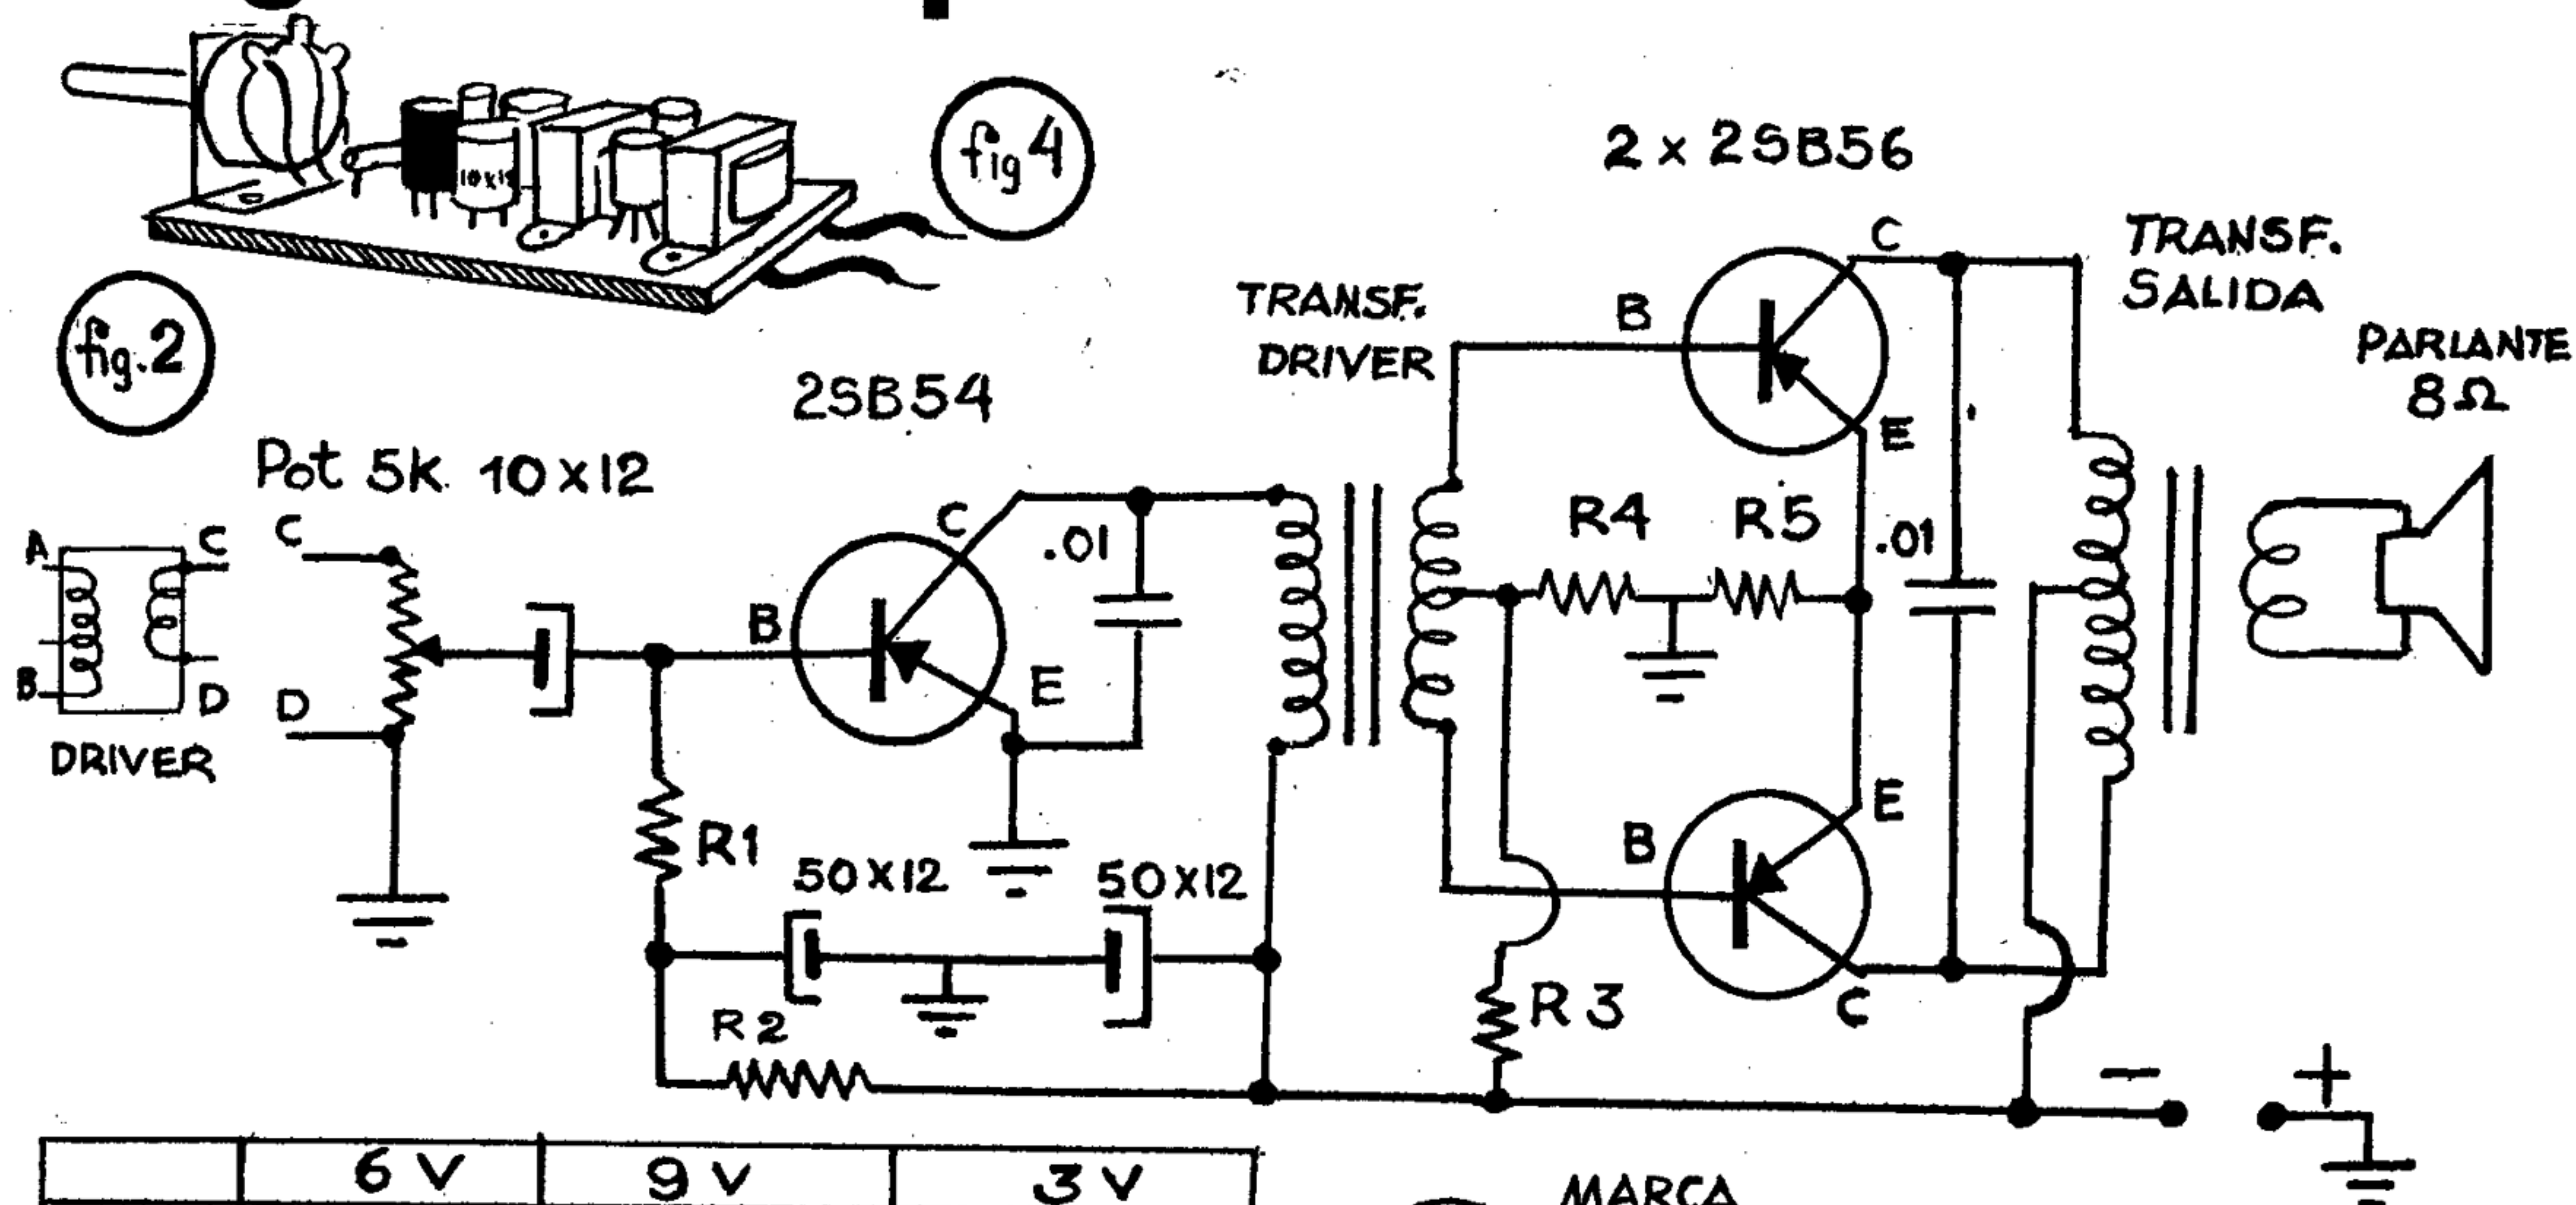 10x12
fig 4
2 x 2SB56
TRANSF.
SALIDA
TRANSF.
DRIVER
C
B
E
PARLANTE
8Ω
fig.2
2SB54
Pot 5k 10x12
A
B
C
D
DRIVER
C
D
B
C
E
.01
R4
R5
.01
R1
50X12
50X12
R2
B
E
C
R3
−
+
6 V
9 V
3 V
MARCA